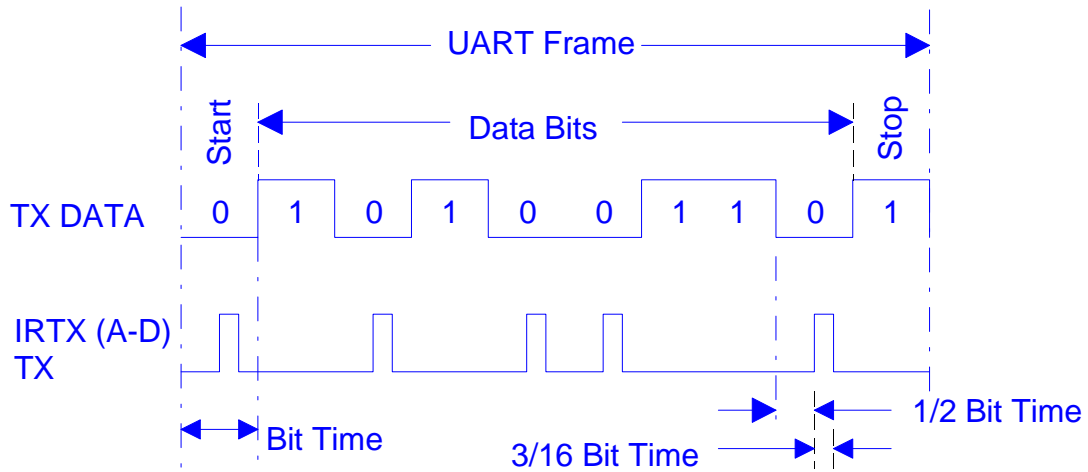 UART Frame
Start
Data Bits
Stop
TX DATA
0 1 0 1 0 0 1 1 0 1
IRTX (A-D)
TX
Bit Time
1/2 Bit Time
3/16 Bit Time